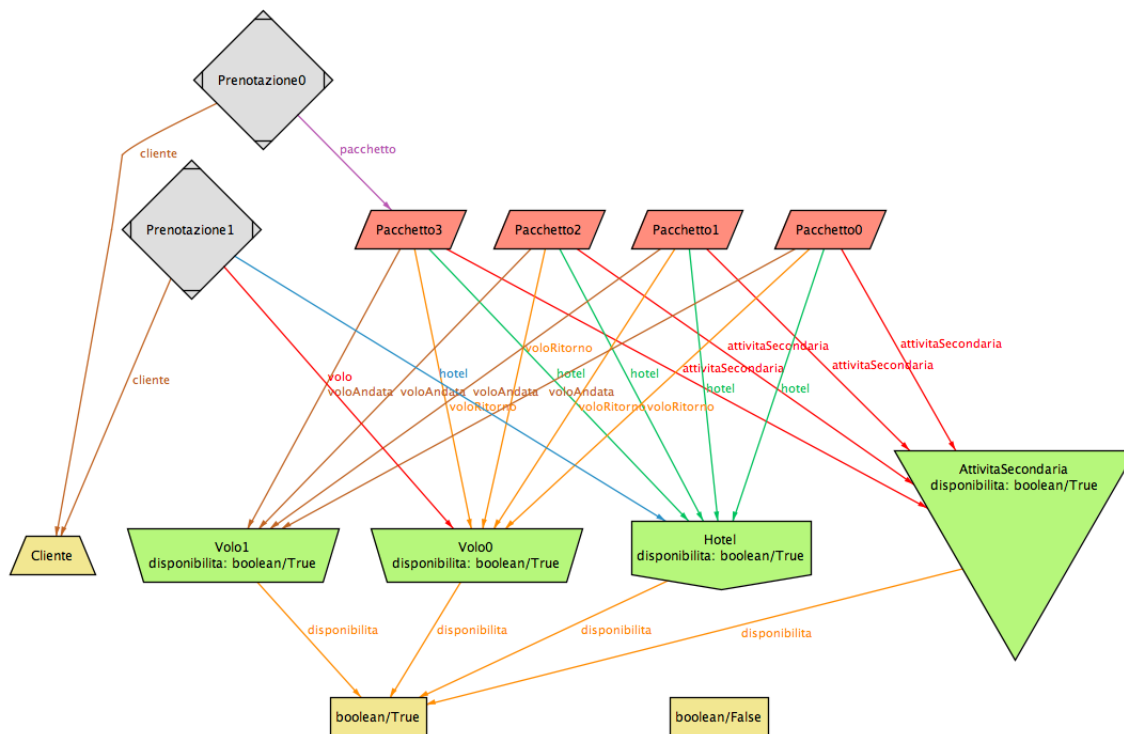 Prenotazione0
pacchetto
cliente
Prenotazione1
Pacchetto3
Pacchetto2
Pacchetto1
Pacchetto0
voloRitorno
attivitaSecondaria
attivitaSecondaria
cliente
volo
hotel
hotel
hotel
attivitaSecondaria
attivitaSecondaria
voloAndata
voloAndata
voloAndata
voloAndata
hotel
hotel
voloRitorno
voloRitorno
voloRitorno
AttivitaSecondaria
disponibilita: boolean/True
Cliente
Volo1
disponibilita: boolean/True
Volo0
disponibilita: boolean/True
Hotel
disponibilita: boolean/True
disponibilita
disponibilita
disponibilita
disponibilita
boolean/True
boolean/False